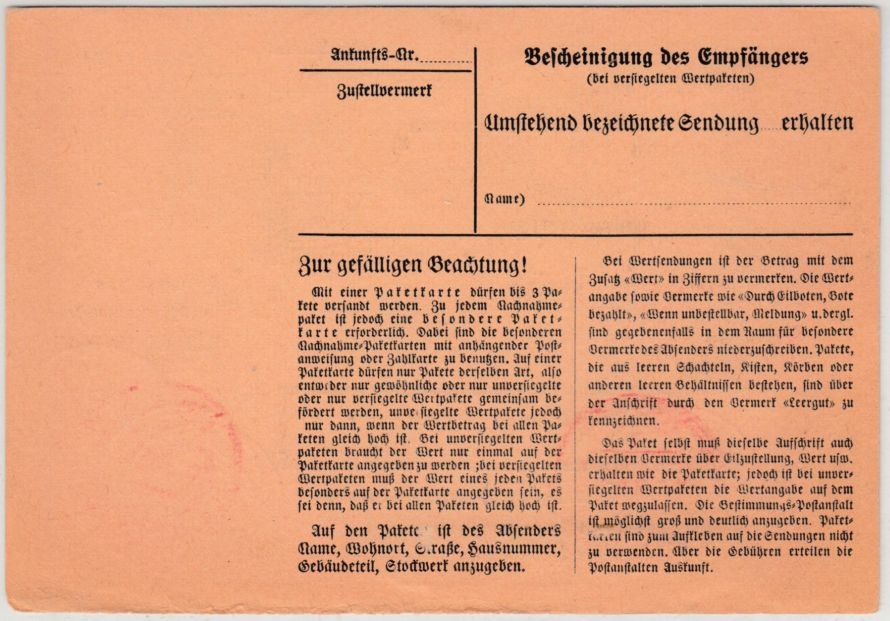 Ankunfts-Nr.
Zustellvermerk
Bescheinigung des Empfängers
(bei versiegelten Wertpaketen)
Umstehend bezeichnete Sendung erhalten
Name)
Zur gefälligen Beachtung!
Mit einer Paketkarte dürfen bis 3 Pa-
kete versandt werden. Zu jedem Nachnahme-
paket ist jedoch eine besondere Paket-
karte erforderlich. Dabei sind die besonderen
Nachnahme-Paketkarten mit anhängender Post-
anweisung oder Zahlkarte zu benutzen. Auf einer
Paketkarte dürfen nur Pakete derselben Art, also
entweder nur gewöhnliche oder nur unversiegelte
oder nur versiegelte Wertpakete gemeinsam be-
fördert werden, unversiegelte Wertpakete jedoch
nur dann, wenn der Wertbetrag bei allen Pa-
keten gleich hoch ist. Bei unversiegelten Wert-
paketen braucht der Wert nur einmal auf der
Paketkarte angegeben zu werden ; bei versiegelten
Wertpaketen muß der Wert eines jeden Pakets
besonders auf der Paketkarte angegeben sein, es
sei denn, daß er bei allen Paketen gleich hoch ist.
Auf den Pakete ist des Absenders
Name, Wohnort, Straße, Hausnummer,
Gebäudeteil, Stockwerk anzugeben.
Bei Wertsendungen ist der Betrag mit dem
Zusatz «Wert» in Ziffern zu vermerken. Die Wert-
angabe sowie Vermerke wie «Durch Eilboten, Bote
bezahlt», «Wenn unbestellbar, Meldung» u. dergl.
sind gegebenenfalls in dem Raum für besondere
Vermerke des Absenders niederzuschreiben. Pakete,
die aus leeren Schachteln, Kisten, Körben oder
anderen leeren Behältnissen bestehen, sind über
der Anschrift durch den Vermerk «Leergut» zu
kennzeichnen.
Das Paket selbst muß dieselbe Aufschrift auch
dieselben Vermerke über Eilzustellung, Wert usw.
erhalten wie die Paketkarte; jedoch ist bei unver-
siegelten Wertpaketen die Wertangabe auf dem
Paket wegzulassen. Die Bestimmungs-Postanstalt
ist möglichst groß und deutlich anzugeben. Paket-
karten sind zum Aufkleben auf die Sendungen nicht
zu verwenden. Über die Gebühren erteilen die
Postanstalten Auskunft.